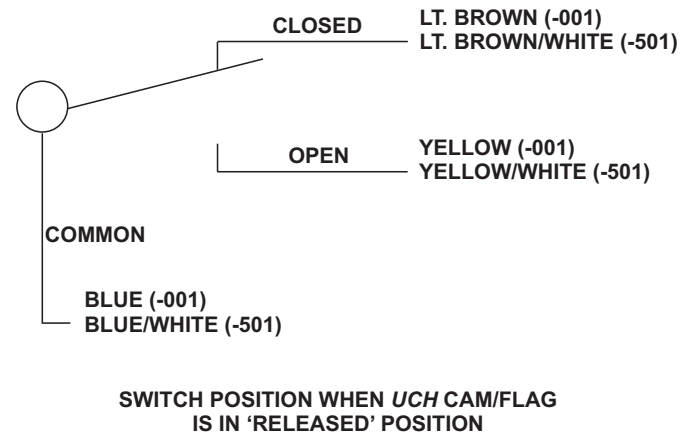 CLOSED
LT. BROWN (-001)
LT. BROWN/WHITE (-501)
OPEN
YELLOW (-001)
YELLOW/WHITE (-501)
COMMON
BLUE (-001)
BLUE/WHITE (-501)
SWITCH POSITION WHEN UCH CAM/FLAG
IS IN ‘RELEASED’ POSITION